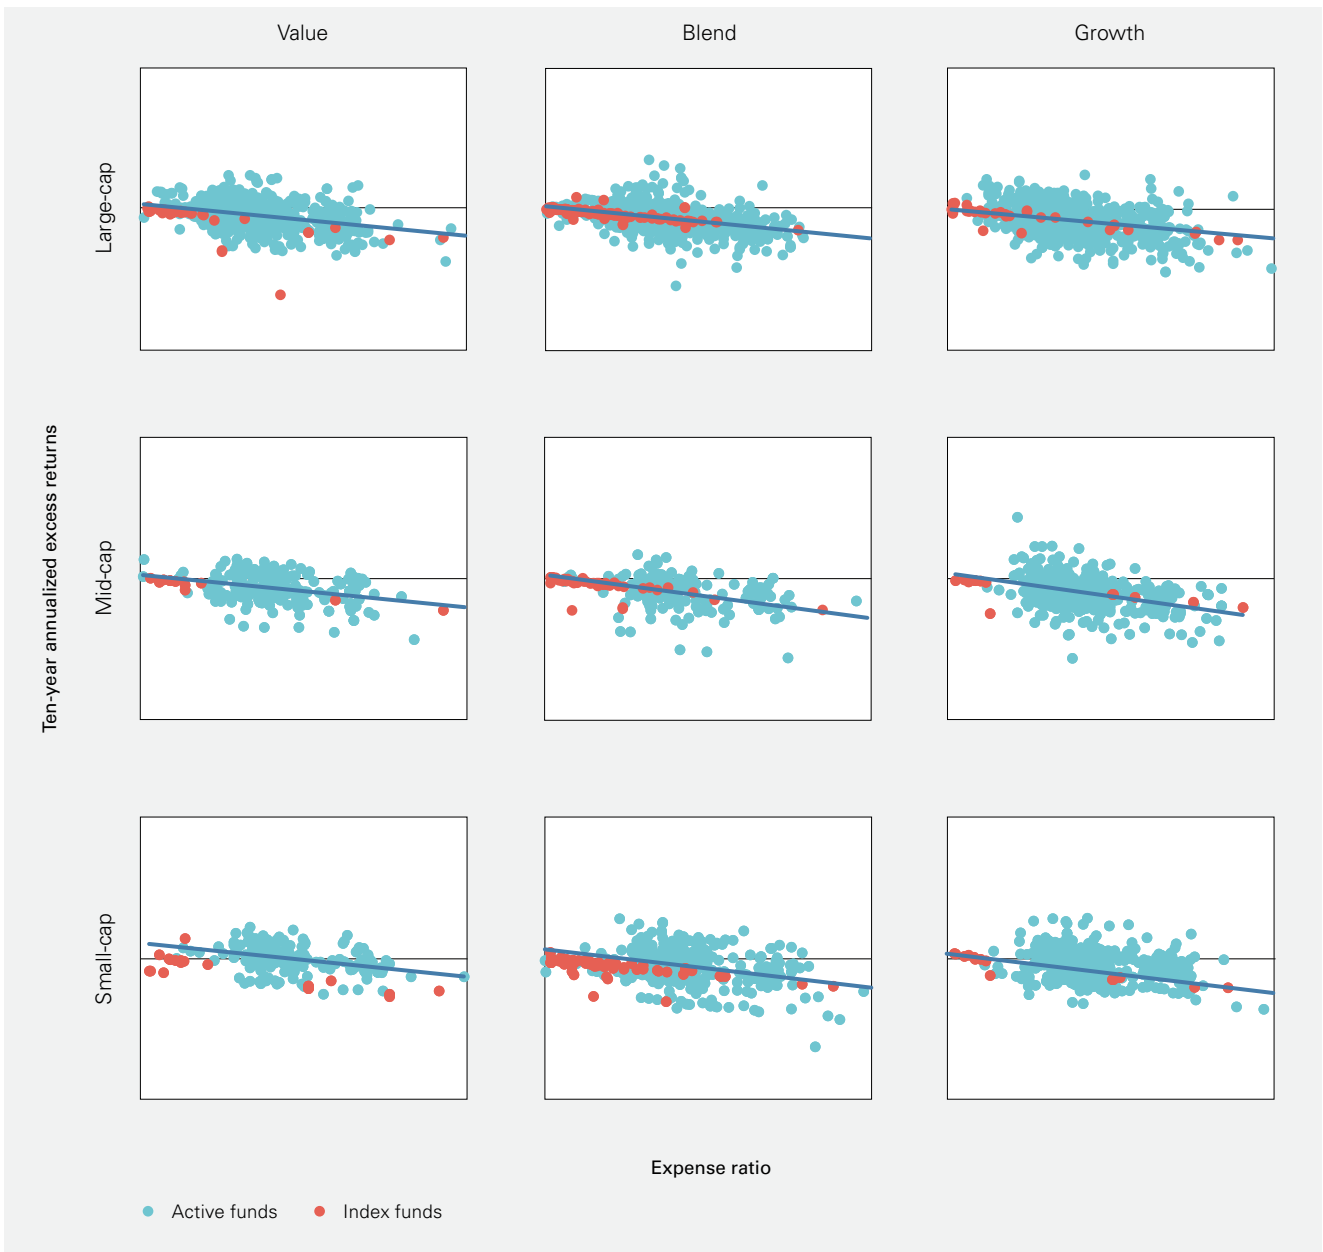 Value
Blend
Growth
Large-cap
Mid-cap
Small-cap
Ten-year annualized excess returns
Expense ratio
Active funds
Index funds